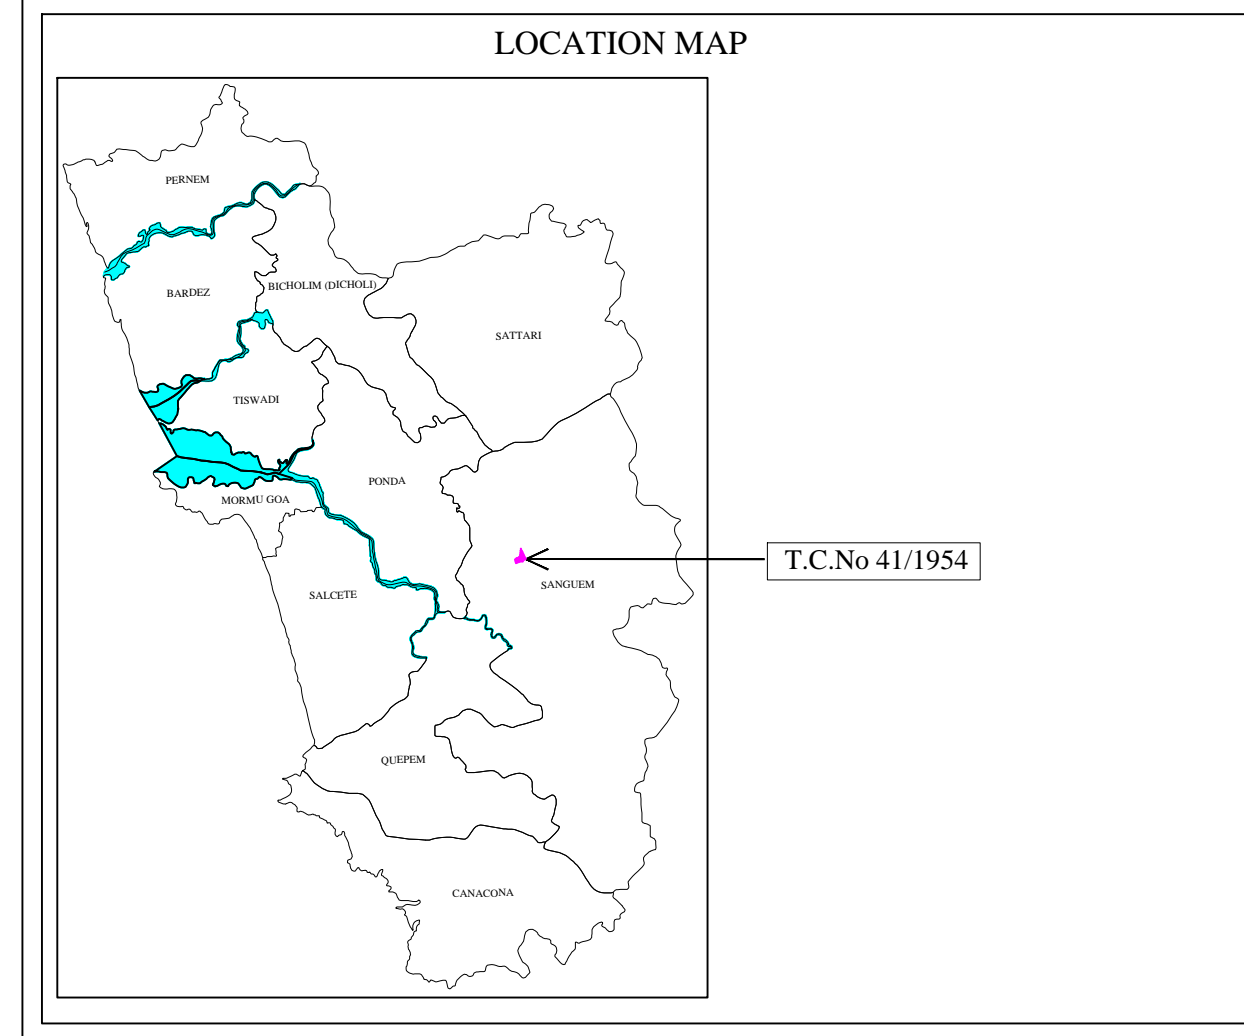 LOCATION MAP
PERNEM
BARDEZ
BICHOLIM (DICHOLI)
SATTARI
TISWADI
PONDA
MORMU GOA
T.C.No 41/1954
SANGUEM
SALCETE
QUEPEM
CANACONA